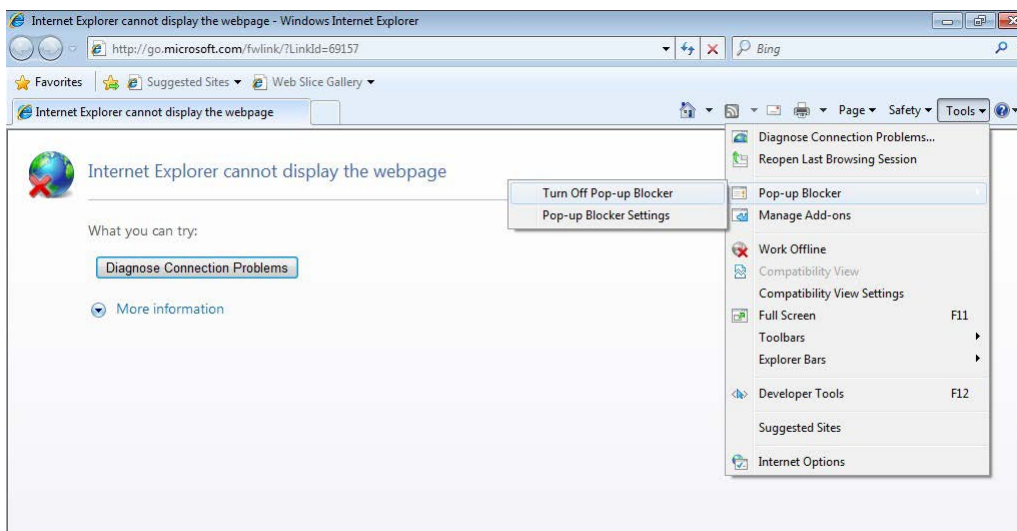 Internet Explorer cannot display the webpage - Windows Internet Explorer
http://go.microsoft.com/fwlink/?LinkId=69157
Bing
Favorites
Suggested Sites
Web Slice Gallery
Internet Explorer cannot display the webpage
Page
Safety
Tools
Internet Explorer cannot display the webpage
What you can try:
Diagnose Connection Problems
More information
Turn Off Pop-up Blocker
Pop-up Blocker Settings
Diagnose Connection Problems...
Reopen Last Browsing Session
Pop-up Blocker
Manage Add-ons
Work Offline
Compatibility View
Compatibility View Settings
Full Screen F11
Toolbars
Explorer Bars
Developer Tools F12
Suggested Sites
Internet Options